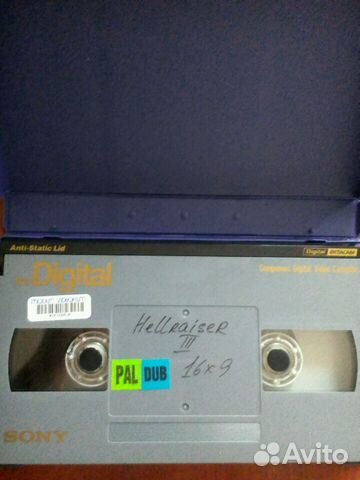 Anti-Static Lid
Digital BETACAM
Digital
Component Digital Video Cassette
HELLRAISER
III
PAL DUB
16x9
SONY
Avito